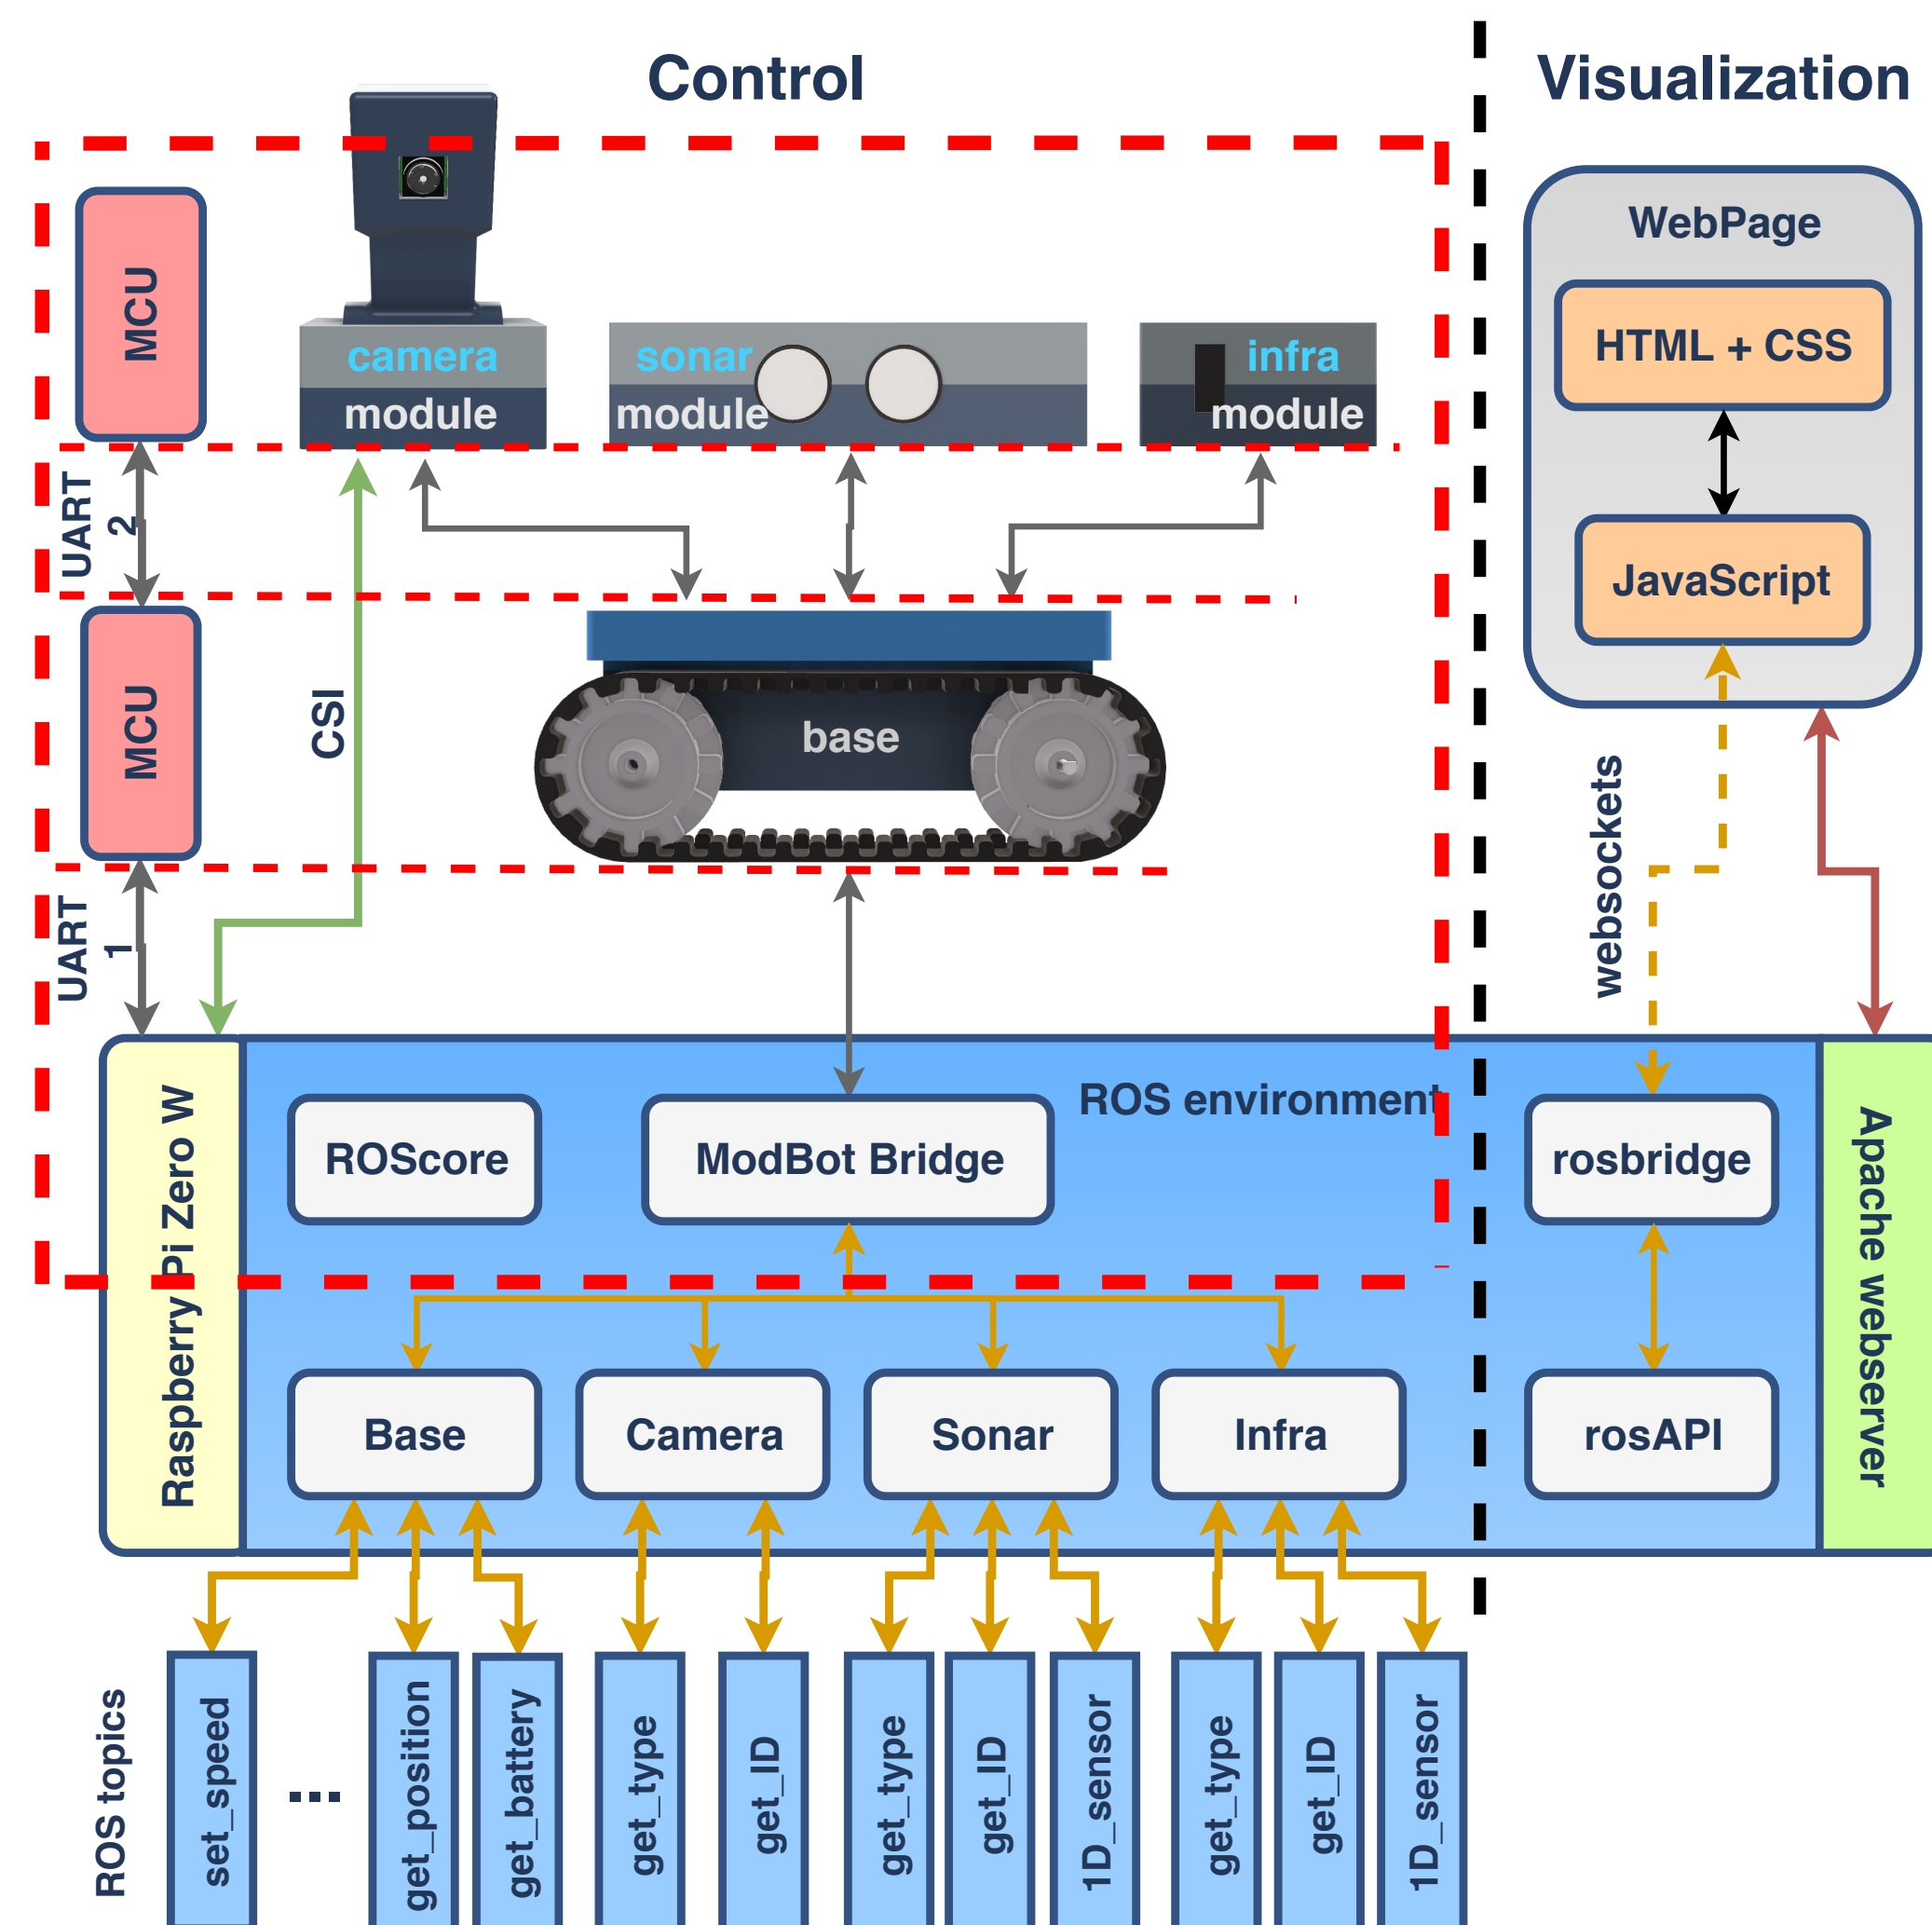 Control
Visualization
MCU
camera
module
sonar
module
infra
module
WebPage
HTML + CSS
JavaScript
UART
2
MCU
CSI
base
websockets
UART
1
Raspberry Pi Zero W
ROS environment
ROScore
ModBot Bridge
rosbridge
Apache webserver
Base
Camera
Sonar
Infra
rosAPI
ROS topics
set_speed
...
get_position
get_battery
get_type
get_ID
get_type
get_ID
1D_sensor
get_type
get_ID
1D_sensor